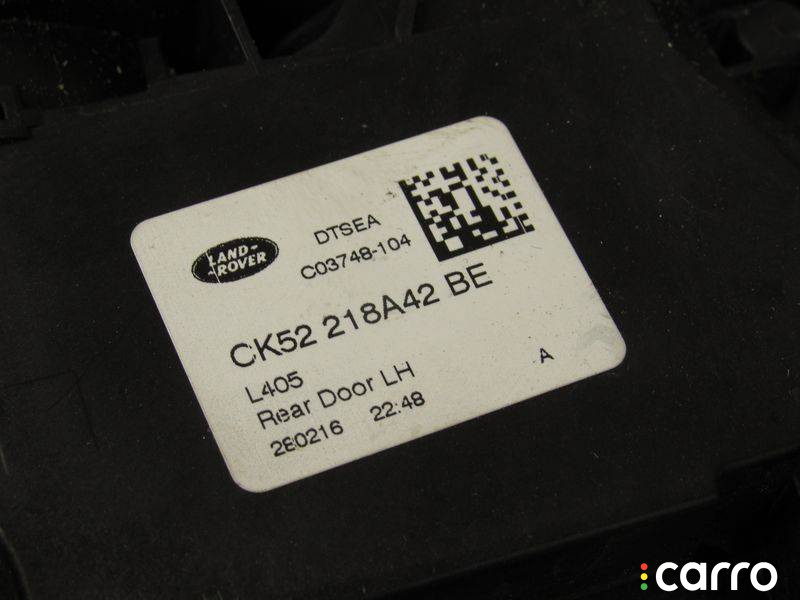 LAND-
-ROVER
DTSEA
C03748-104
CK52 218A42 BE
L405
Rear Door LH
A
280216 22:48
carro